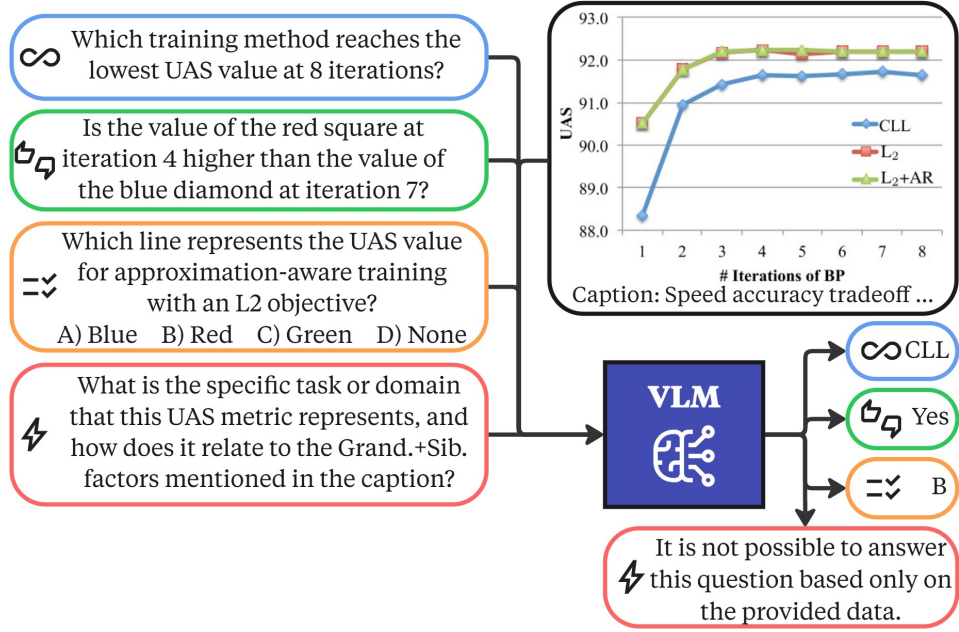 Which training method reaches the
lowest UAS value at 8 iterations?
Is the value of the red square at
iteration 4 higher than the value of
the blue diamond at iteration 7?
Which line represents the UAS value
for approximation-aware training
with an L2 objective?
A) Blue B) Red C) Green D) None
What is the specific task or domain
that this UAS metric represents, and
how does it relate to the Grand.+Sib.
factors mentioned in the caption?
93.0
92.0
91.0
90.0
89.0
88.0
UAS
CLL
L₂
L₂+AR
1 2 3 4 5 6 7 8
# Iterations of BP
Caption: Speed accuracy tradeoff ...
VLM
CLL
Yes
B
It is not possible to answer
this question based only on
the provided data.